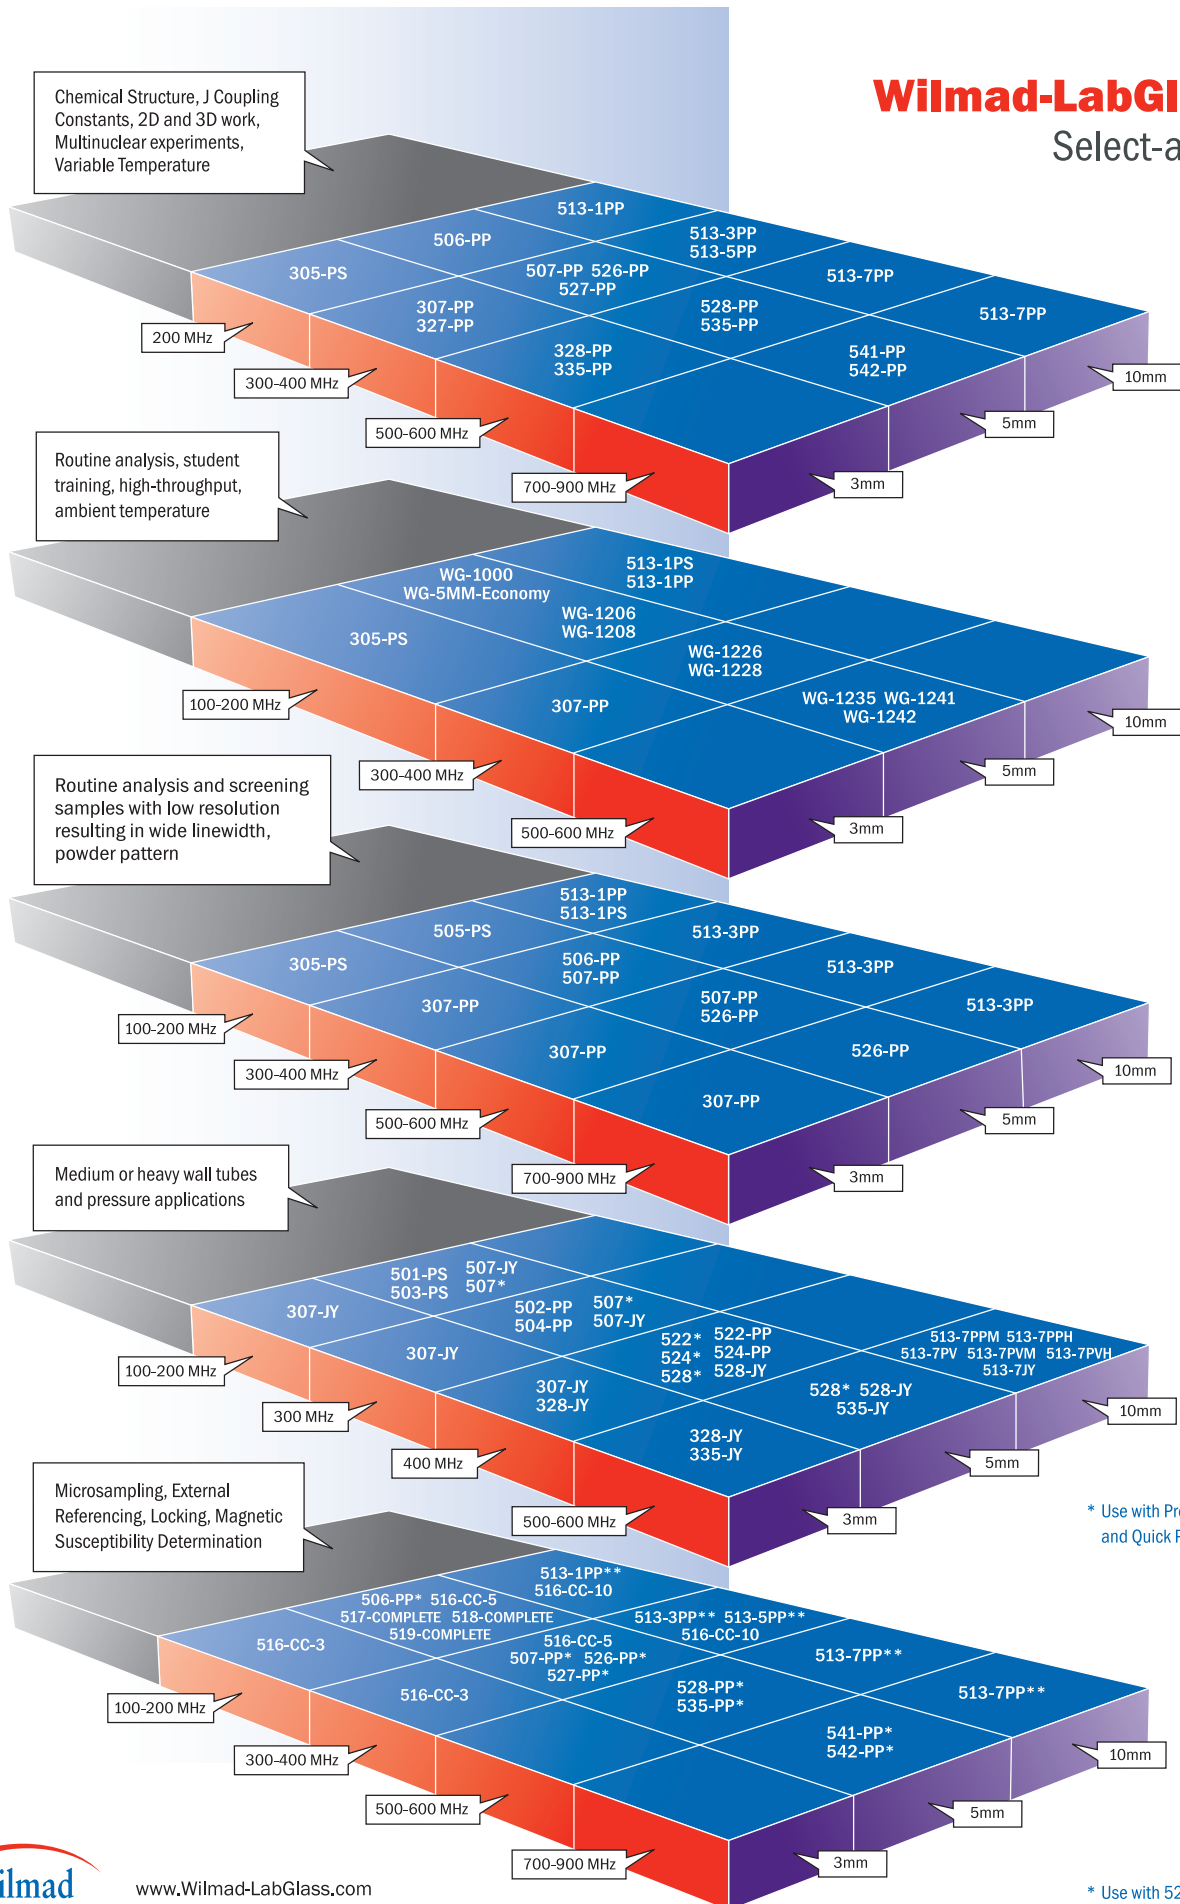 Wilmad-LabGl
Select-a
Chemical Structure, J Coupling
Constants, 2D and 3D work,
Multinuclear experiments,
Variable Temperature
513-1PP
506-PP
513-3PP
513-5PP
305-PS
507-PP 526-PP
527-PP
513-7PP
307-PP
327-PP
528-PP
535-PP
513-7PP
328-PP
335-PP
541-PP
542-PP
200 MHz
300-400 MHz
500-600 MHz
700-900 MHz
3mm
5mm
10mm
Routine analysis, student
training, high-throughput,
ambient temperature
513-1PS
513-1PP
WG-1000
WG-5MM-Economy
WG-1206
WG-1208
305-PS
WG-1226
WG-1228
307-PP
WG-1235 WG-1241
WG-1242
100-200 MHz
300-400 MHz
500-600 MHz
3mm
5mm
10mm
Routine analysis and screening
samples with low resolution
resulting in wide linewidth,
powder pattern
513-1PP
513-1PS
505-PS
513-3PP
305-PS
506-PP
507-PP
513-3PP
307-PP
507-PP
526-PP
513-3PP
307-PP
526-PP
307-PP
100-200 MHz
300-400 MHz
500-600 MHz
700-900 MHz
3mm
5mm
10mm
Medium or heavy wall tubes
and pressure applications
501-PS 507-JY
503-PS 507*
307-JY
502-PP 507*
504-PP 507-JY
307-JY
522* 522-PP
524* 524-PP
528* 528-JY
513-7PPM 513-7PPH
513-7PV 513-7PVM 513-7PVH
513-7JY
307-JY
328-JY
528* 528-JY
535-JY
328-JY
335-JY
100-200 MHz
300 MHz
400 MHz
500-600 MHz
3mm
5mm
10mm
* Use with Pre
and Quick P
Microsampling, External
Referencing, Locking, Magnetic
Susceptibility Determination
513-1PP**
516-CC-10
506-PP* 516-CC-5
517-COMPLETE 518-COMPLETE
519-COMPLETE
513-3PP** 513-5PP**
516-CC-10
516-CC-3
516-CC-5
507-PP* 526-PP*
527-PP*
513-7PP**
516-CC-3
528-PP*
535-PP*
513-7PP**
541-PP*
542-PP*
100-200 MHz
300-400 MHz
500-600 MHz
700-900 MHz
3mm
5mm
10mm
ilmad
www.Wilmad-LabGlass.com
* Use with 52